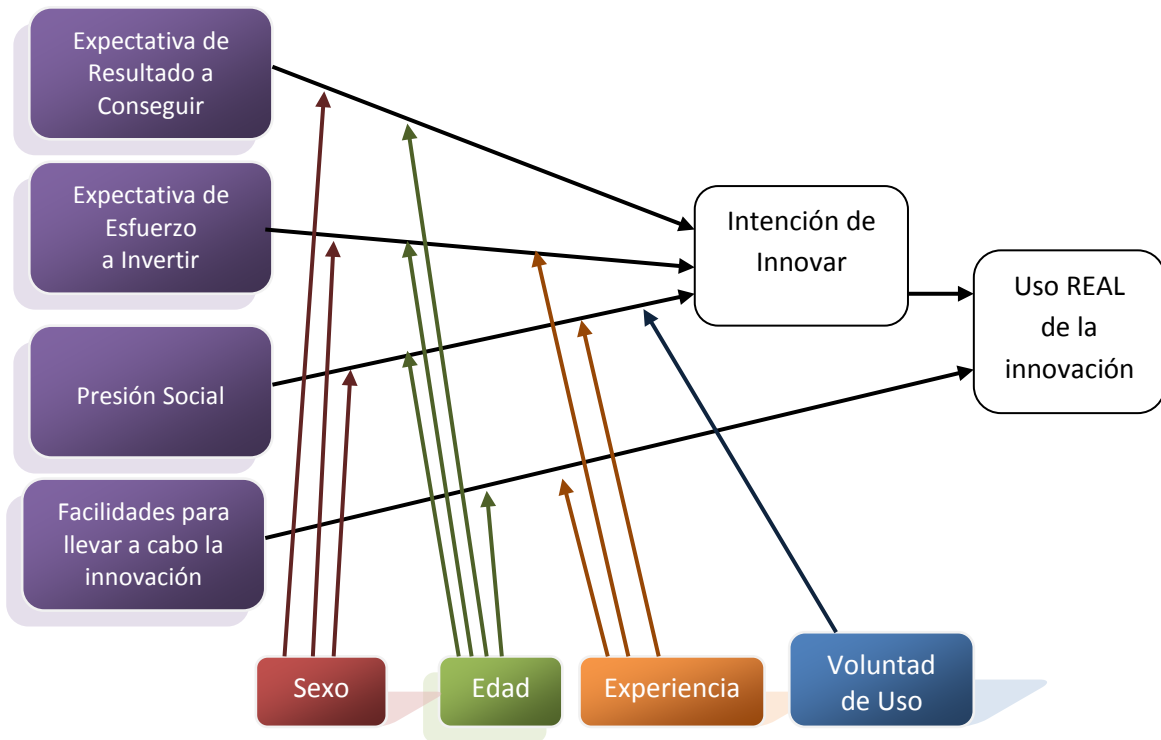 Expectativa de
Resultado a
Conseguir
Expectativa de
Esfuerzo
a Invertir
Presión Social
Facilidades para
llevar a cabo la
innovación
Intención de
Innovar
Uso REAL
de la
innovación
Sexo
Edad
Experiencia
Voluntad
de Uso